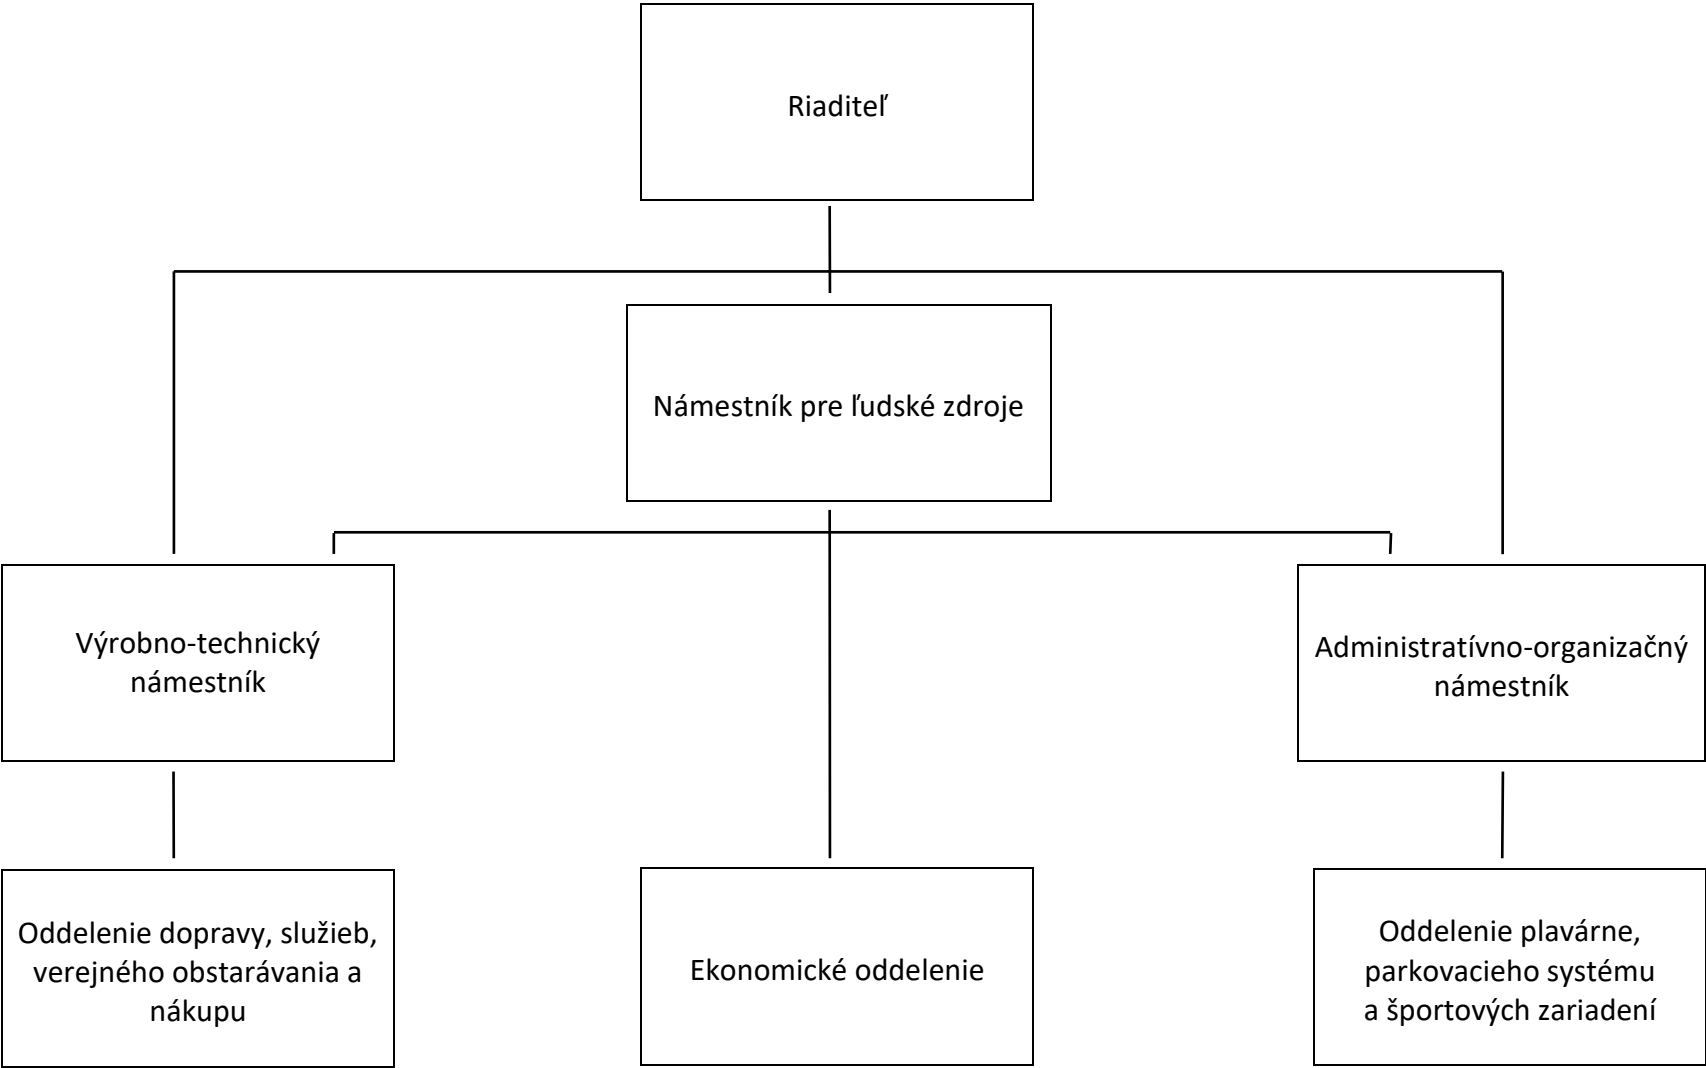 Riaditeľ
Námestník pre ľudské zdroje
Výrobno-technický
námestník
Administratívno-organizačný
námestník
Oddelenie dopravy, služieb,
verejného obstarávania a
nákupu
Ekonomické oddelenie
Oddelenie plavárne,
parkovacieho systému
a športových zariadení